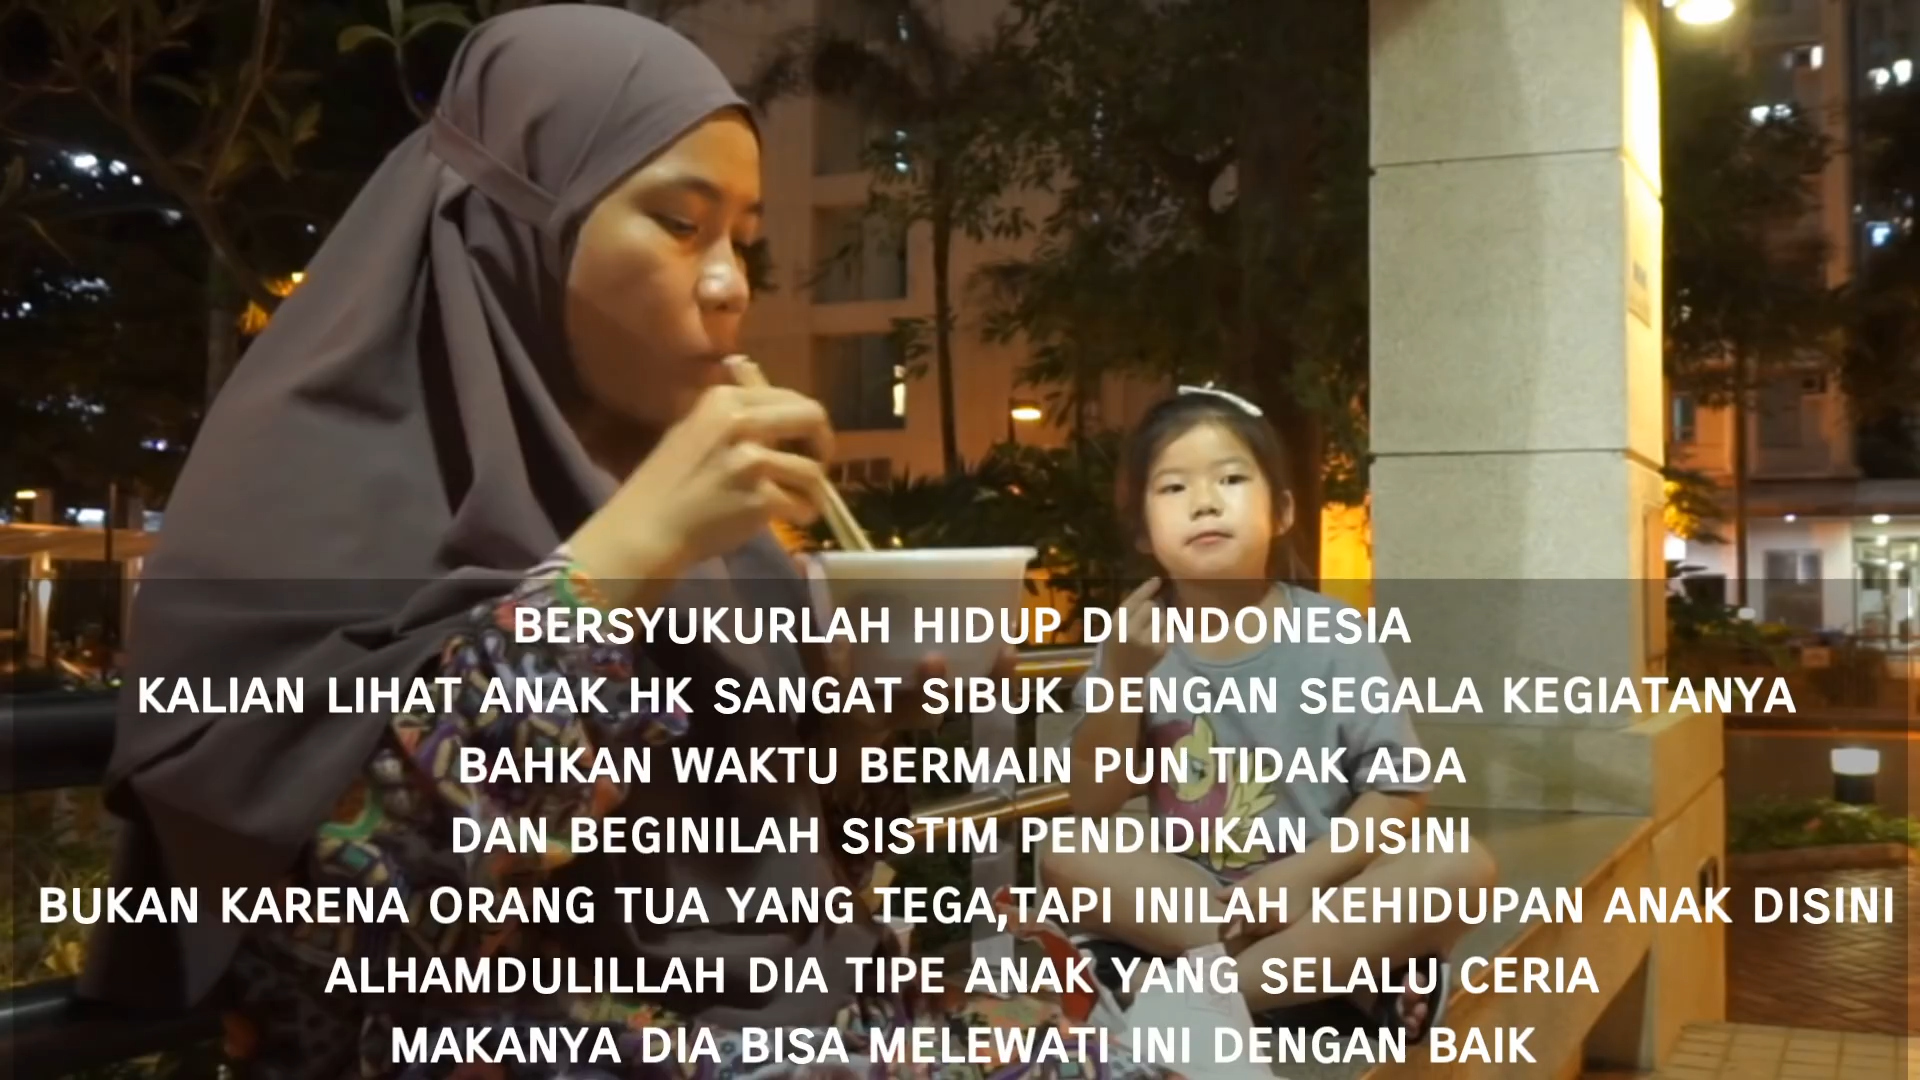 BERSYUKURLAH HIDUP DI INDONESIA
KALIAN LIHAT ANAK HK SANGAT SIBUK DENGAN SEGALA KEGIATANYA
BAHKAN WAKTU BERMAIN PUN TIDAK ADA
DAN BEGINILAH SISTIM PENDIDIKAN DISINI
BUKAN KARENA ORANG TUA YANG TEGA,TAPI INILAH KEHIDUPAN ANAK DISINI
ALHAMDULILLAH DIA TIPE ANAK YANG SELALU CERIA
MAKANYA DIA BISA MELEWATI INI DENGAN BAIK